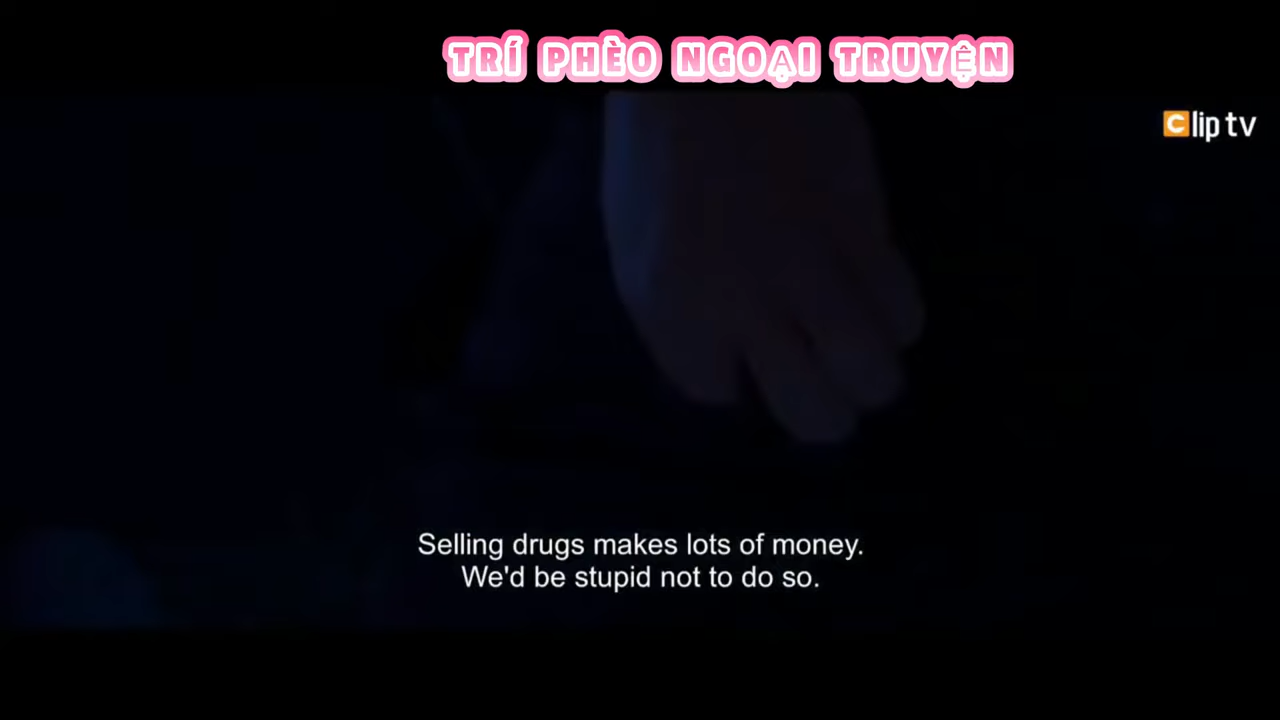 TRÍ PHÈO NGOẠI TRUYỆN
Clip tv
Selling drugs makes lots of money.
We'd be stupid not to do so.